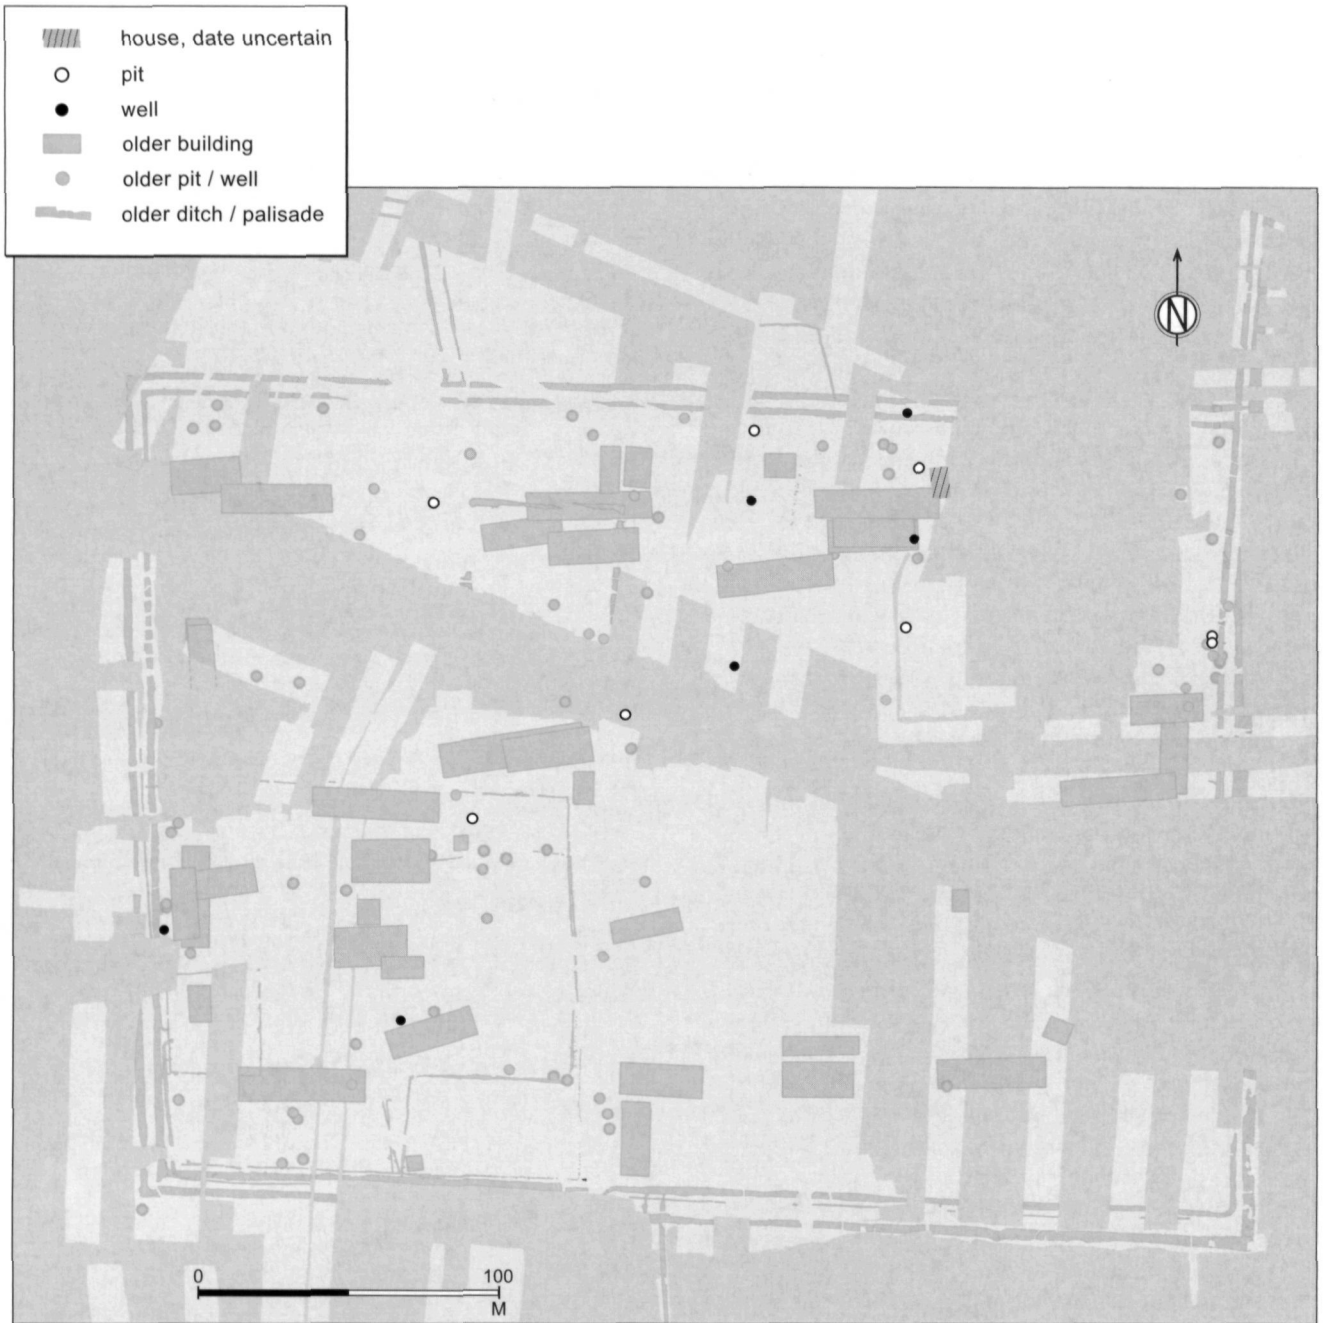 house, date uncertain
pit
well
older building
older pit / well
older ditch / palisade
N
0 100
M